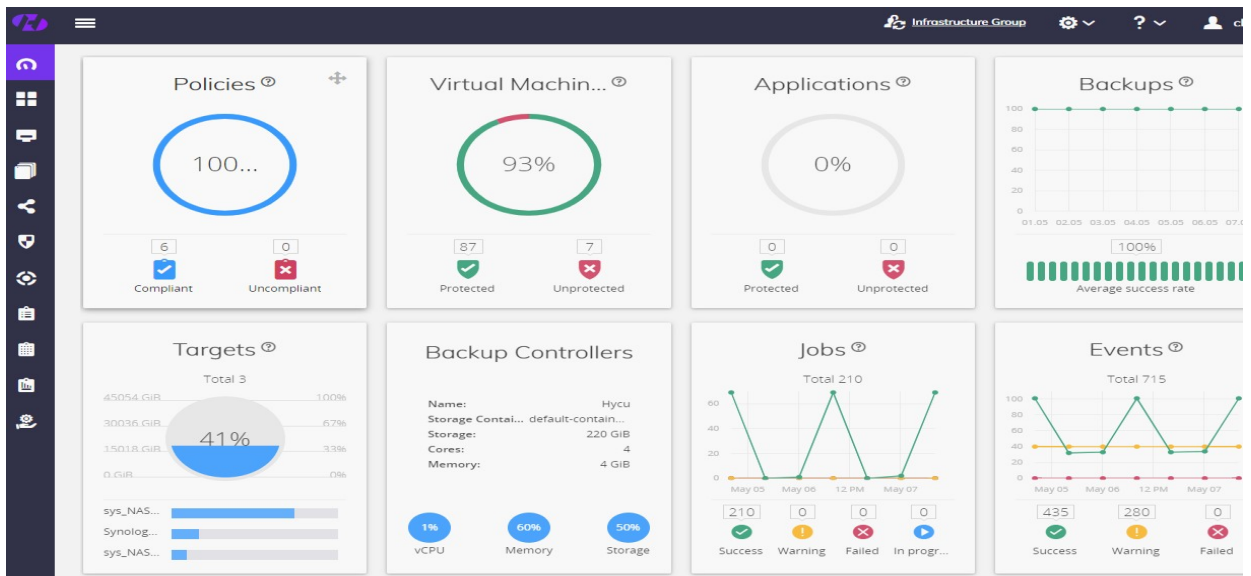 Infrastructure Group
?
Policies
100...
6
0
Compliant
Uncompliant
Virtual Machin...
93%
87
7
Protected
Unprotected
Applications
0%
0
0
Protected
Unprotected
Backups
100
80
60
40
20
0
01.05 02.05 03.05 04.05 05.05 06.05 07.0
100%
Average success rate
Targets
Total 3
45054 GiB 100%
30036 GiB 67%
41%
15018 GiB 33%
0 GiB 0%
sys_NAS...
Synolog...
sys_NAS...
Backup Controllers
Name: Hycu
Storage Contai... default-contain...
Storage: 220 GiB
Cores: 4
Memory: 4 GiB
1% 60% 50%
vCPU Memory Storage
Jobs
Total 210
60
40
20
0
May 05 May 06 12 PM May 07
210 0 0 0
Success Warning Failed In progr...
Events
Total 715
100
80
60
40
20
0
May 05 May 06 12 PM May 07
435 280 0
Success Warning Failed